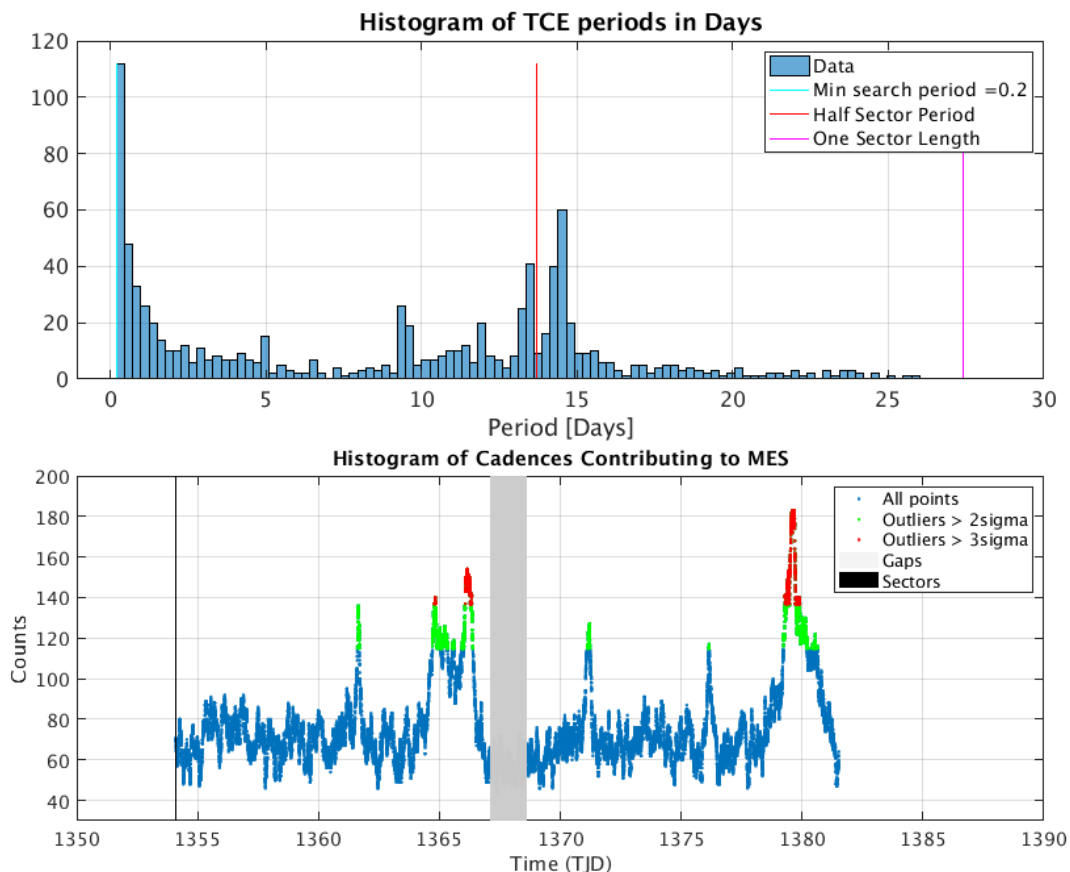 Histogram of TCE periods in Days
120
100
80
60
40
20
0
Data
Min search period =0.2
Half Sector Period
One Sector Length
0 5 10 15 20 25 30
Period [Days]
Histogram of Cadences Contributing to MES
200
180
160
140
120
100
80
60
40
Counts
All points
Outliers > 2sigma
Outliers > 3sigma
Gaps
Sectors
1350 1355 1360 1365 1370 1375 1380 1385 1390
Time (TJD)